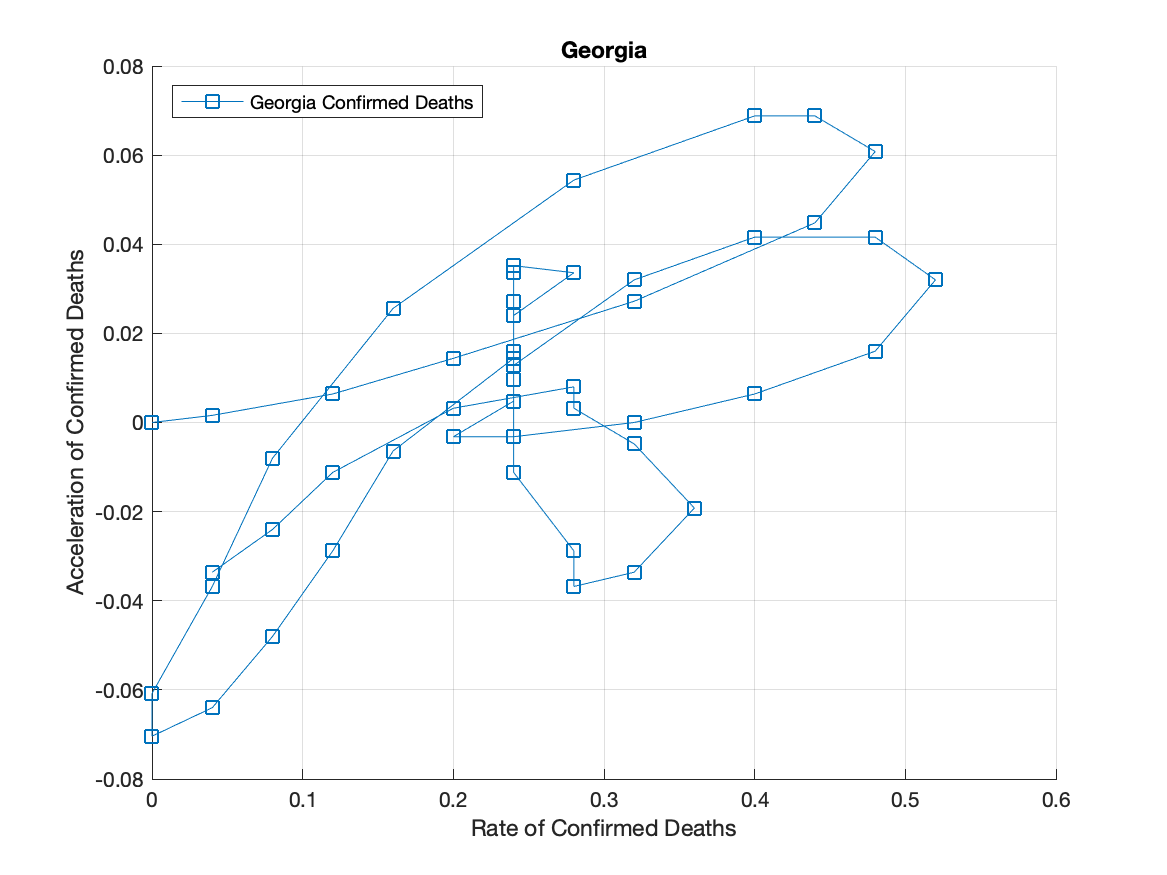 Georgia
Georgia Confirmed Deaths
0.08
0.06
0.04
0.02
0
-0.02
-0.04
-0.06
-0.08
Acceleration of Confirmed Deaths
0 0.1 0.2 0.3 0.4 0.5 0.6
Rate of Confirmed Deaths